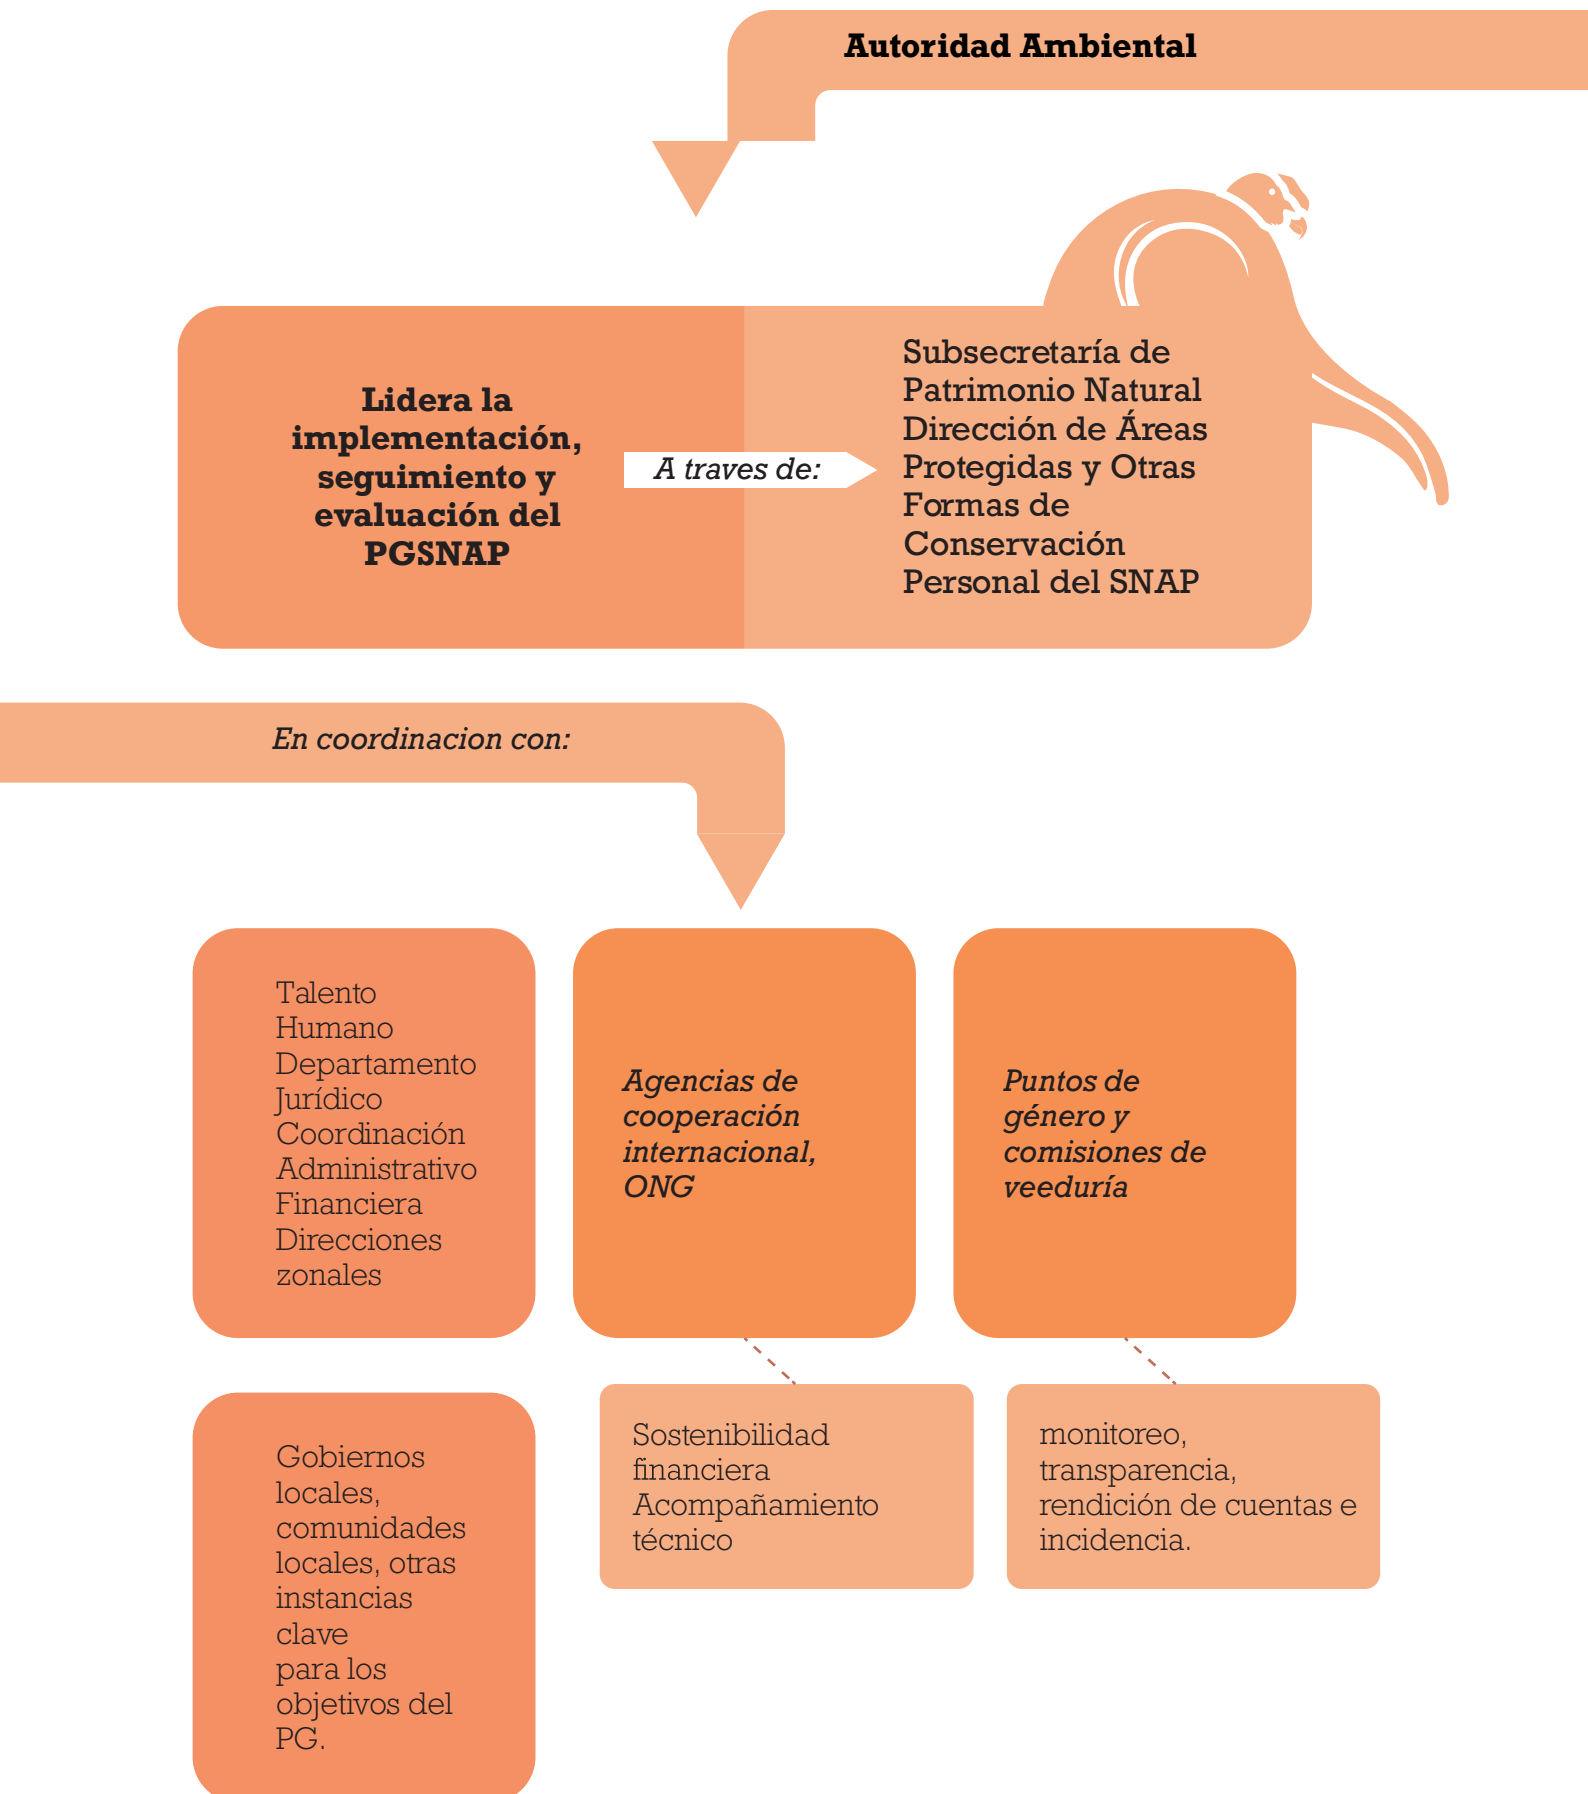 Autoridad Ambiental
Lidera la
implementación,
seguimiento y
evaluación del
PGSNAP
A traves de:
Subsecretaría de
Patrimonio Natural
Dirección de Áreas
Protegidas y Otras
Formas de
Conservación
Personal del SNAP
En coordinacion con:
Talento
Humano
Departamento
Jurídico
Coordinación
Administrativo
Financiera
Direcciones
zonales
Agencias de
cooperación
internacional,
ONG
Puntos de
género y
comisiones de
veeduría
Gobiernos
locales,
comunidades
locales, otras
instancias
clave
para los
objetivos del
PG.
Sostenibilidad
financiera
Acompañamiento
técnico
monitoreo,
transparencia,
rendición de cuentas e
incidencia.